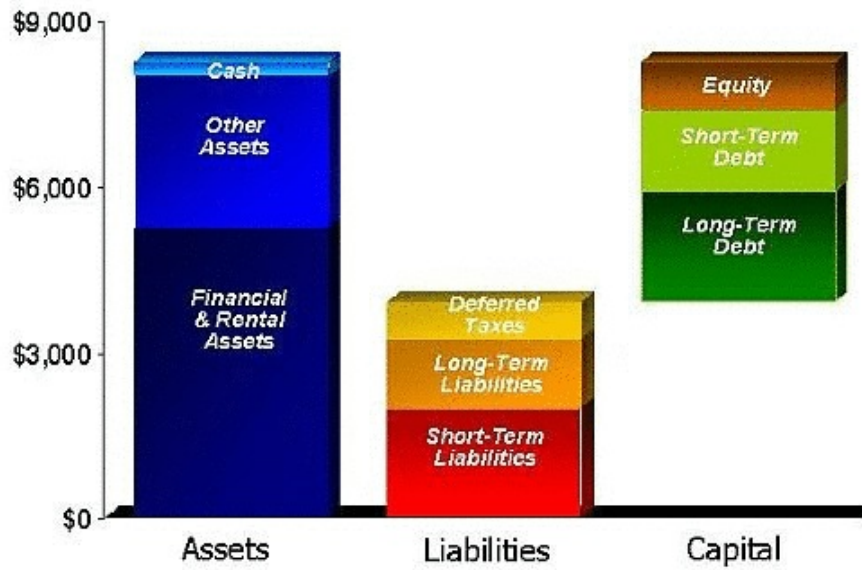 $9,000
$6,000
$3,000
$0
Cash
Other
Assets
Financial
& Rental
Assets
Deferred
Taxes
Long-Term
Liabilities
Short-Term
Liabilities
Equity
Short-Term
Debt
Long-Term
Debt
Assets
Liabilities
Capital